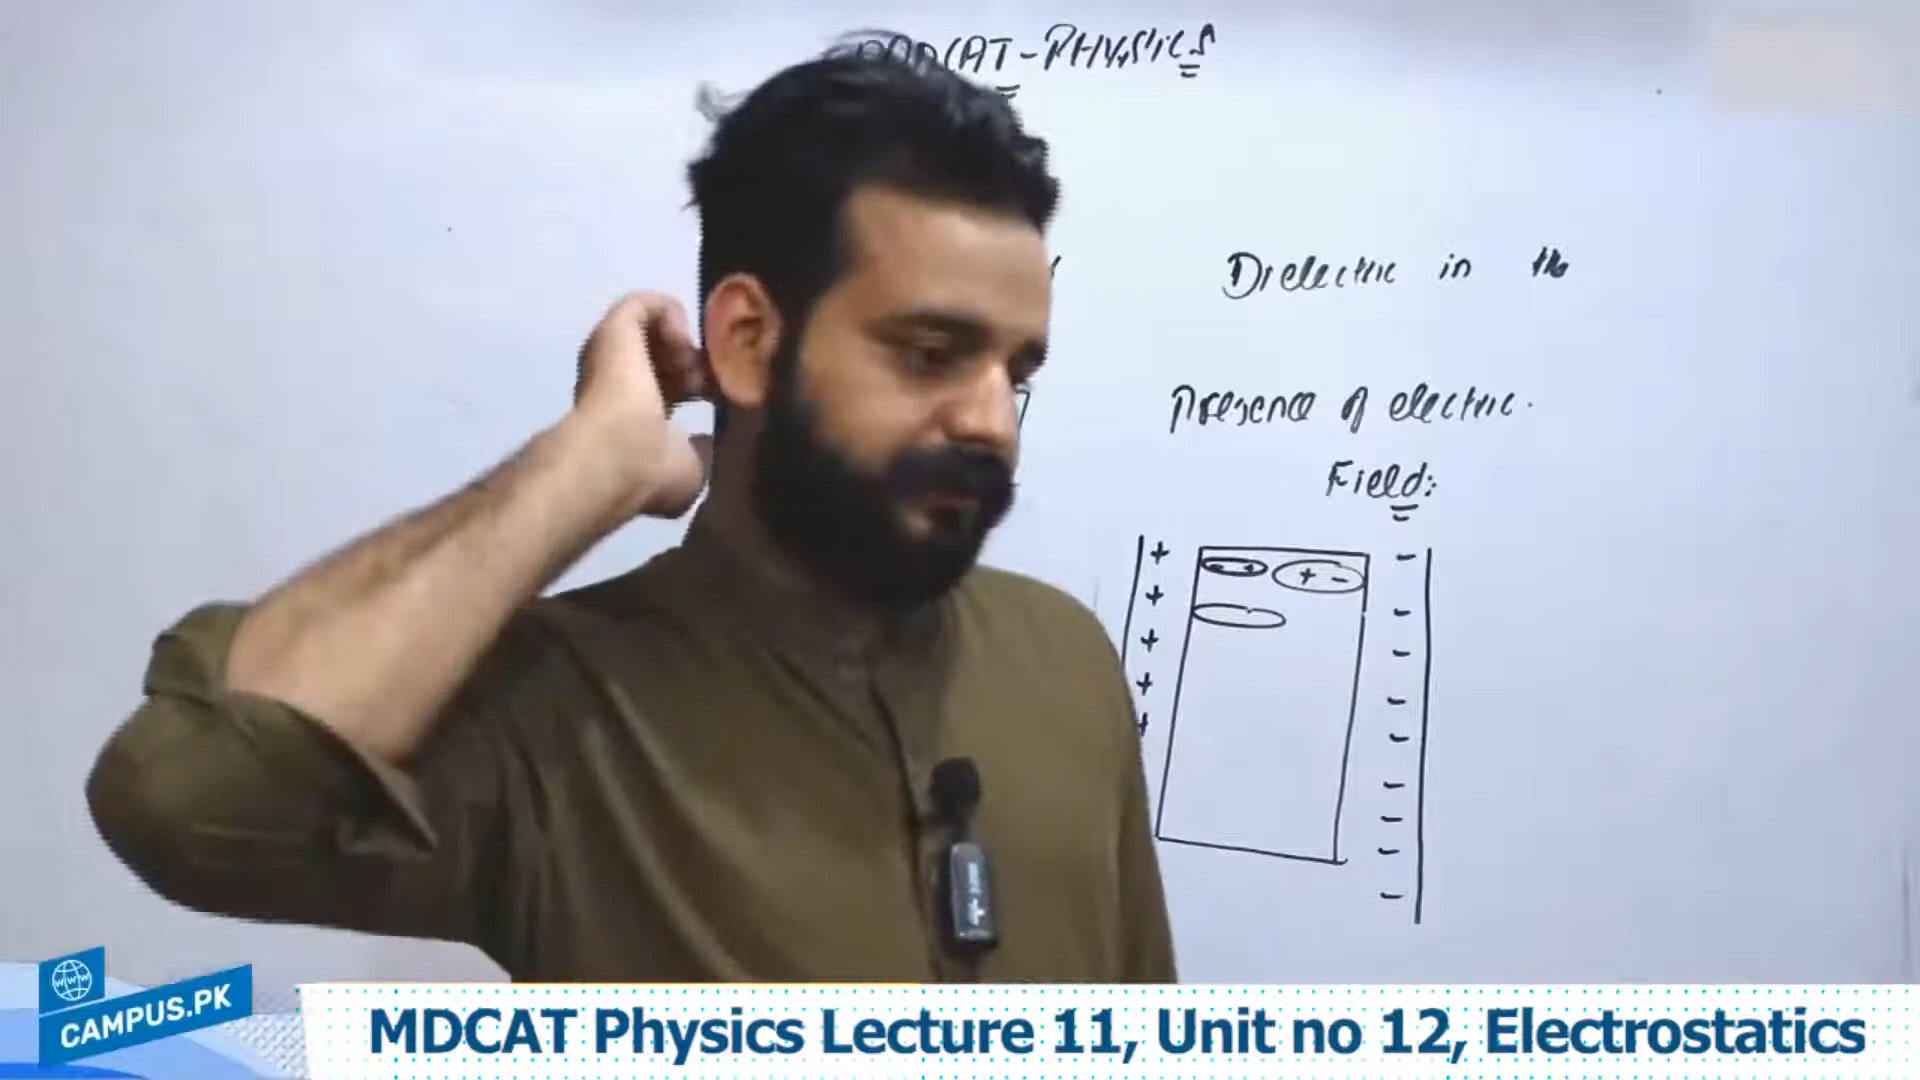 MDCAT-PHYSICS
Dielectric in the
Presence of electric.
Field:
+ -
www
CAMPUS.PK
MDCAT Physics Lecture 11, Unit no 12, Electrostatics